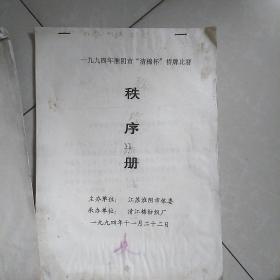 一九九四年淮阴市“清棉杯”桥牌比赛
秩
序
册
主办单位：江苏淮阴市体委
承办单位：清江棉纺织厂
一九九四年十一月二十二日